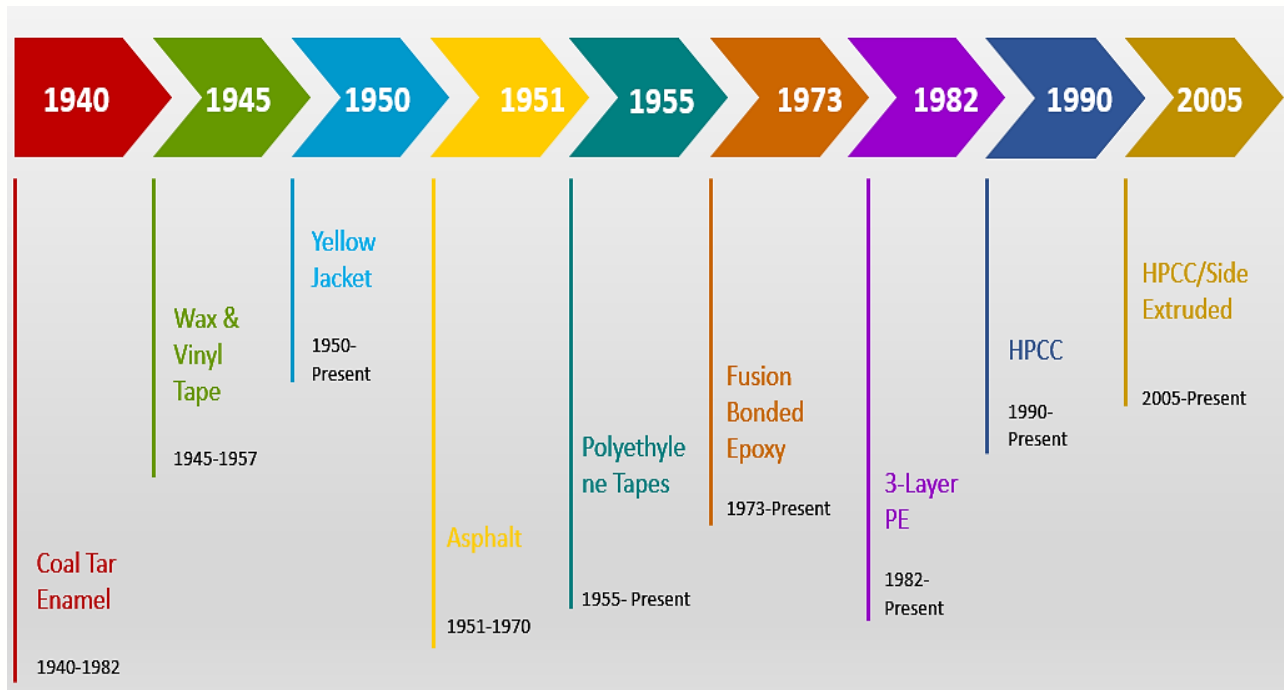 1940
1945
1950
1951
1955
1973
1982
1990
2005
Coal Tar
Enamel
1940-1982
Wax &
Vinyl
Tape
1945-1957
Yellow
Jacket
1950-
Present
Asphalt
1951-1970
Polyethyle
ne Tapes
1955- Present
Fusion
Bonded
Epoxy
1973-Present
3-Layer
PE
1982-
Present
HPCC
1990-
Present
HPCC/Side
Extruded
2005-Present